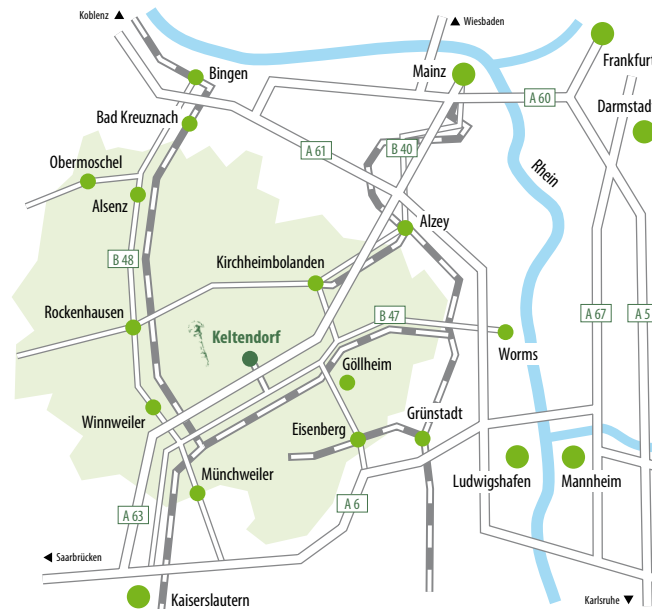 Koblenz
Wiesbaden
Bingen
Mainz
Frankfurt
A 60
Darmstad
Bad Kreuznach
A 61
B 40
Obermoschel
Rhein
Alsenz
Alzey
B 48
Kirchheimbolanden
Rockenhausen
B 47
A 67
A 5
Keltendorf
Worms
Göllheim
Winnweiler
Grünstadt
Eisenberg
Münchweiler
Ludwigshafen
Mannheim
A 63
A 6
Saarbrücken
Kaiserslautern
Karlsruhe